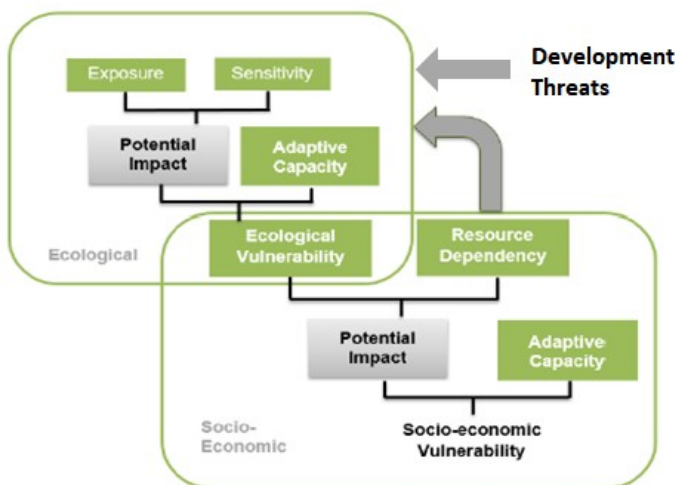 Development
Threats
Exposure
Sensitivity
Potential
Impact
Adaptive
Capacity
Ecological
Ecological
Vulnerability
Resource
Dependency
Potential
Impact
Adaptive
Capacity
Socio-
Economic
Socio-economic
Vulnerability